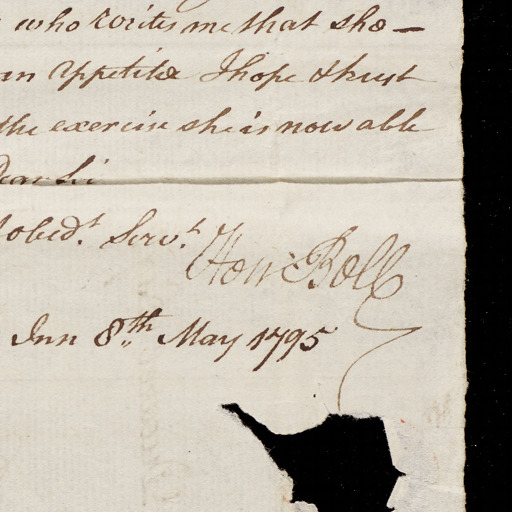 who writes me that she —
an Appetite I hope & trust
the exercise she is now able
Dear Sir
obed.t Serv.t
Hon: Bell
Inn 8th May 1795